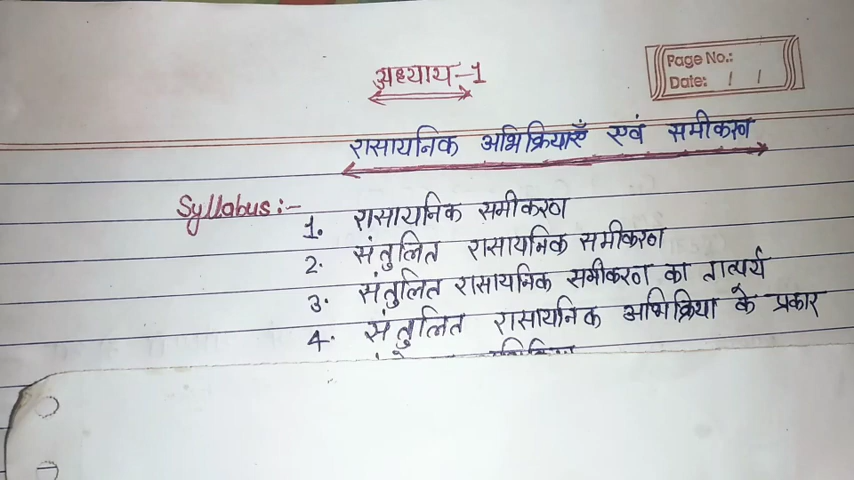 Page No.:
Date: / /
अध्याय-1
रासायनिक अभिक्रियाएँ एवं समीकरण
Syllabus:-
1. रासायनिक समीकरण
2. संतुलित रासायनिक समीकरण
3. संतुलित रासायनिक समीकरण का तात्पर्य
4. संतुलित रासायनिक अभिक्रिया के प्रकार